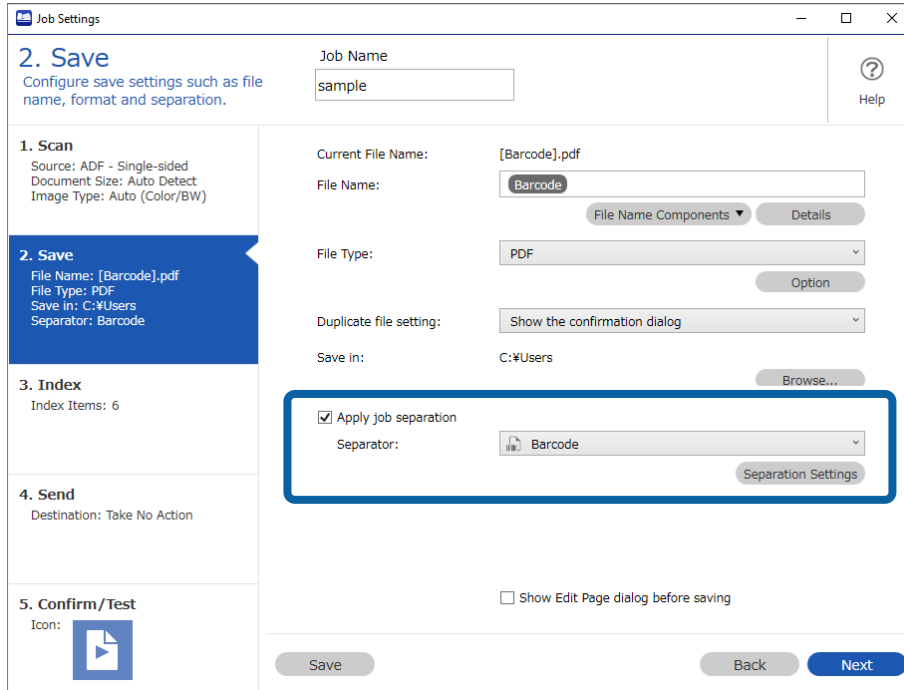 Job Settings
2. Save
Configure save settings such as file
name, format and separation.
Job Name
sample
Help
1. Scan
Source: ADF - Single-sided
Document Size: Auto Detect
Image Type: Auto (Color/BW)
2. Save
File Name: [Barcode].pdf
File Type: PDF
Save in: C:¥Users
Separator: Barcode
3. Index
Index Items: 6
4. Send
Destination: Take No Action
5. Confirm/Test
Icon:
Current File Name: [Barcode].pdf
File Name: Barcode
File Name Components ▼ Details
File Type: PDF
Option
Duplicate file setting: Show the confirmation dialog
Save in: C:¥Users
Browse...
Apply job separation
Separator: Barcode
Separation Settings
Show Edit Page dialog before saving
Save Back Next